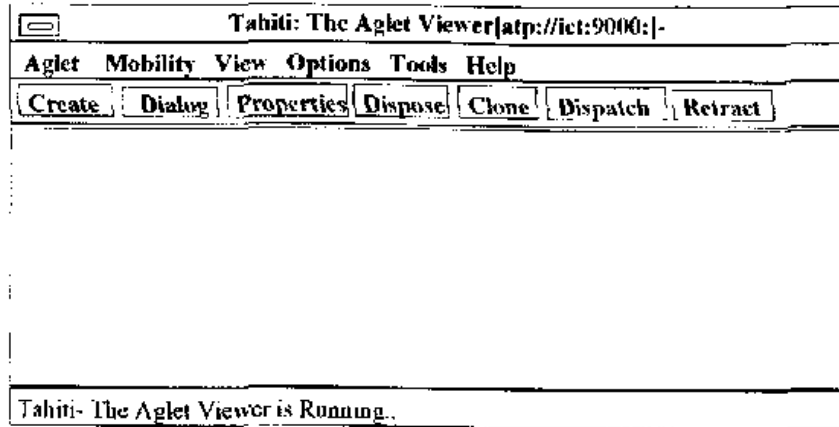 Tahiti: The Aglet Viewer[atp://ict:9000:]-
Aglet Mobility View Options Tools Help
Create Dialog Properties Dispose Clone Dispatch Retract
Tahiti- The Aglet Viewer is Running..